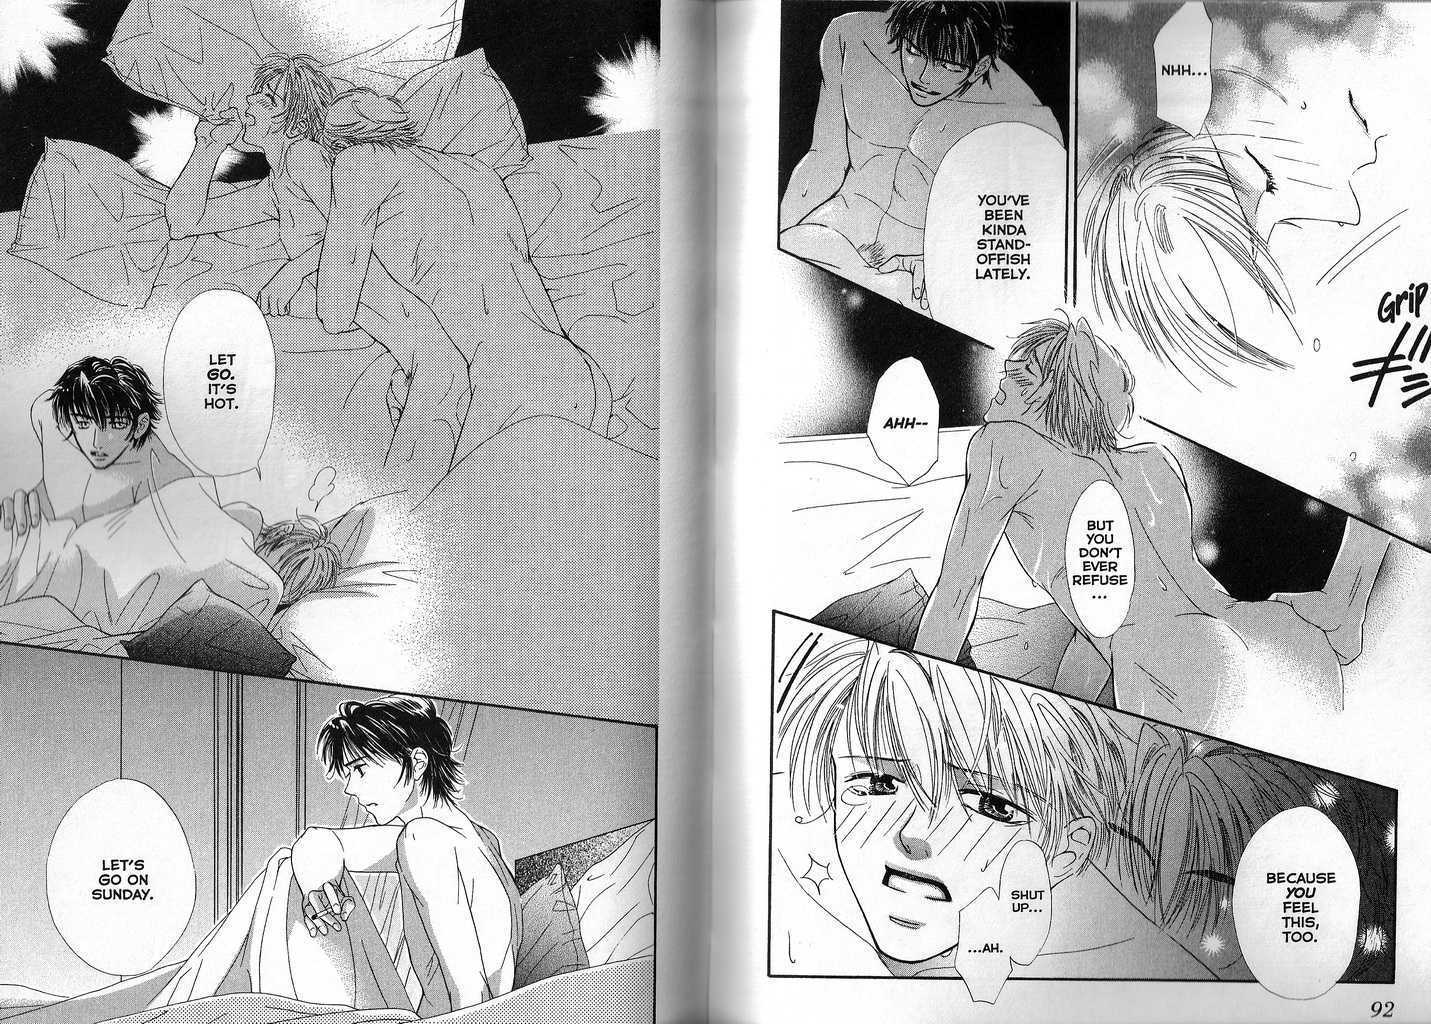 NHH...
YOU'VE
BEEN
KINDA
STAND-
OFFISH
LATELY.
Grip
AHH--
BUT
YOU
DON'T
EVER
REFUSE
...
BECAUSE
YOU
FEEL
THIS,
TOO.
SHUT
UP...
...AH.
92
LET
GO.
IT'S
HOT.
LET'S
GO ON
SUNDAY.